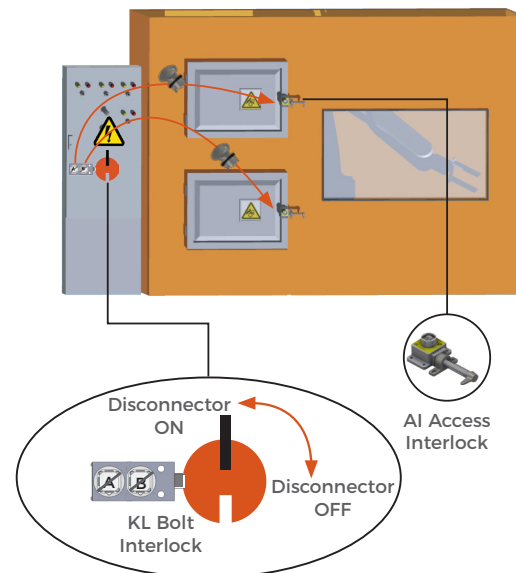 AI Access
Interlock
Disconnector
ON
Disconnector
OFF
A B
KL Bolt
Interlock